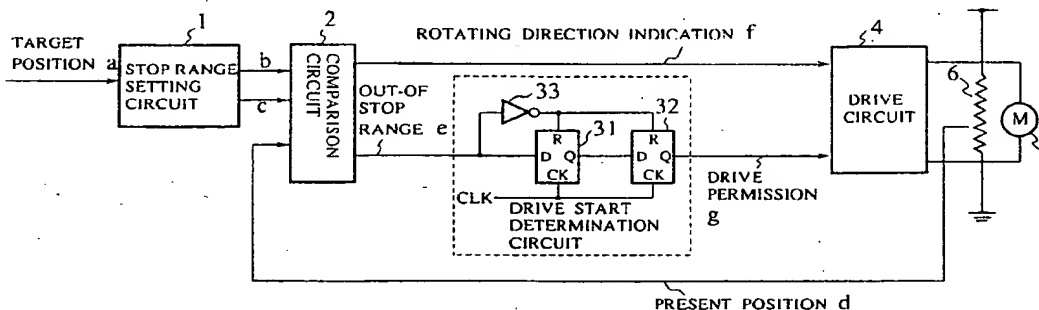 1
TARGET
POSITION a
STOP RANGE
SETTING
CIRCUIT
b
c
2
COMPARISON
CIRCUIT
ROTATING DIRECTION INDICATION f
OUT-OF
STOP
RANGE e
33
R
31
D
Q
CK
32
R
D
Q
CK
CLK
DRIVE START
DETERMINATION
CIRCUIT
DRIVE
PERMISSION
g
4
DRIVE
CIRCUIT
6
M
PRESENT POSITION d